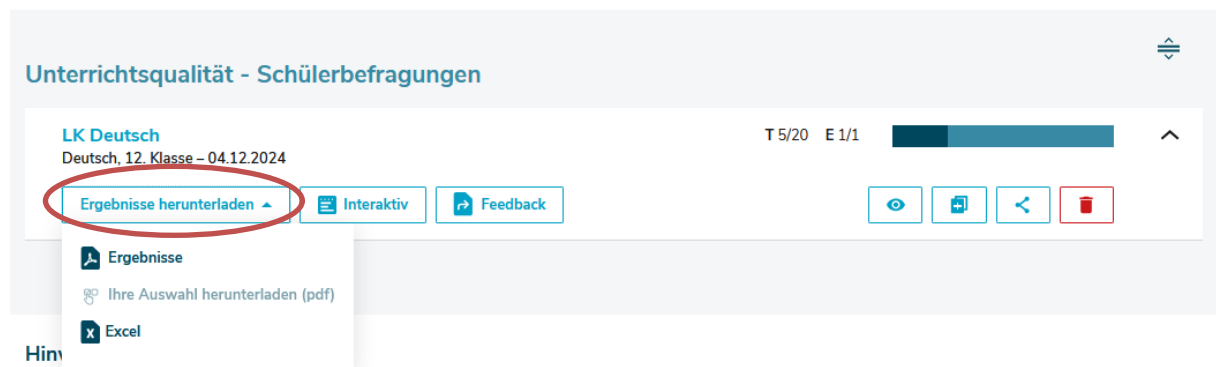 Unterrichtsqualität - Schülerbefragungen
LK Deutsch
T 5/20 E 1/1
Deutsch, 12. Klasse – 04.12.2024
Ergebnisse herunterladen
Interaktiv
Feedback
Ergebnisse
Ihre Auswahl herunterladen (pdf)
X Excel